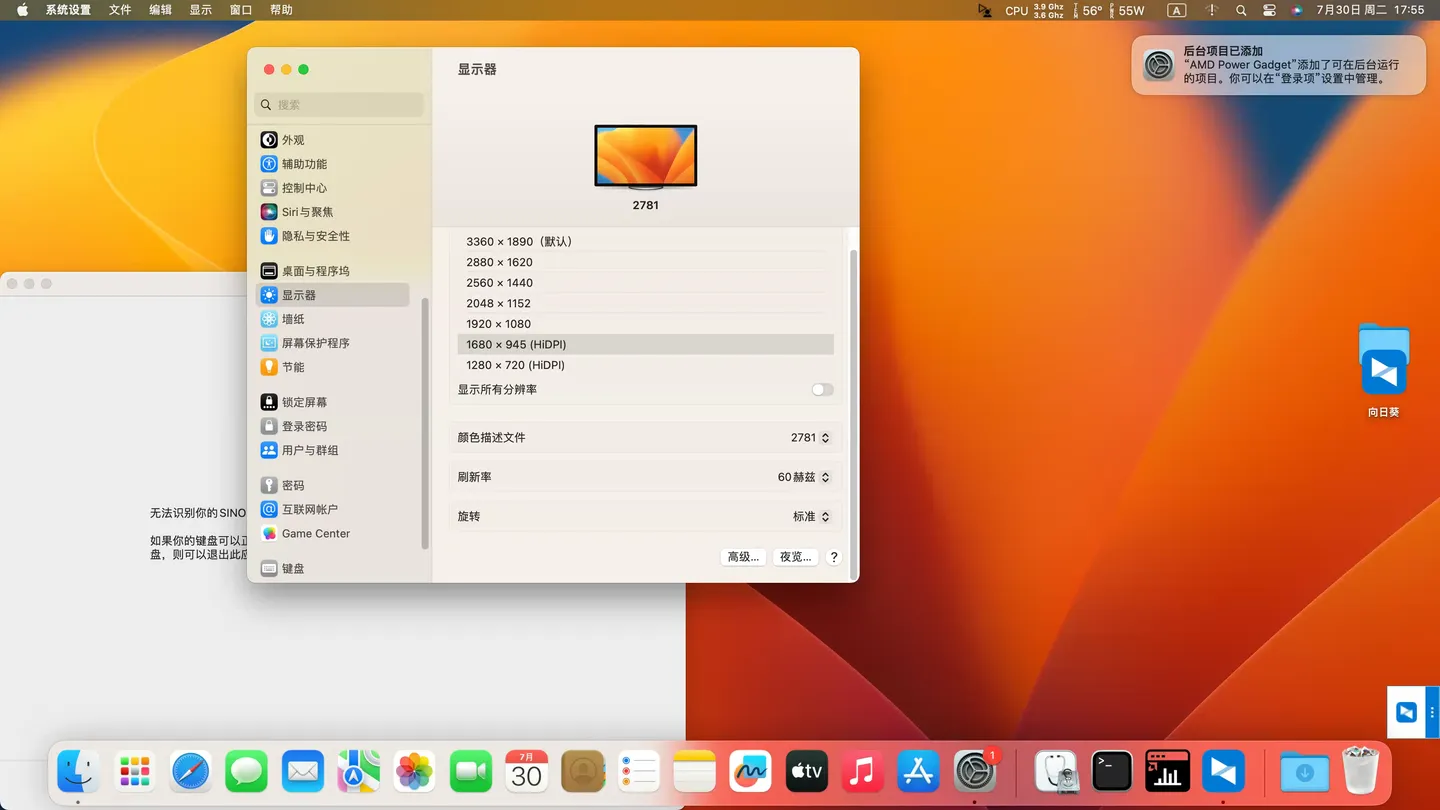 系统设置 文件 编辑 显示 窗口 帮助
CPU 3.9 Ghz 3.6 Ghz 56° 55W A 7月30日 周二 17:55
后台项目已添加
“AMD Power Gadget”添加了可在后台运行
的项目。你可以在“登录项”设置中管理。
搜索
外观
辅助功能
控制中心
Siri与聚焦
隐私与安全性
桌面与程序坞
显示器
墙纸
屏幕保护程序
节能
锁定屏幕
登录密码
用户与群组
密码
互联网帐户
Game Center
键盘
显示器
2781
3360 × 1890（默认）
2880 × 1620
2560 × 1440
2048 × 1152
1920 × 1080
1680 × 945 (HiDPI)
1280 × 720 (HiDPI)
显示所有分辨率
颜色描述文件 2781
刷新率 60赫兹
旋转 标准
高级... 夜览... ?
无法识别你的SINO
如果你的键盘可以正
盘，则可以退出此应
向日葵
7月
30
tv
1
>_